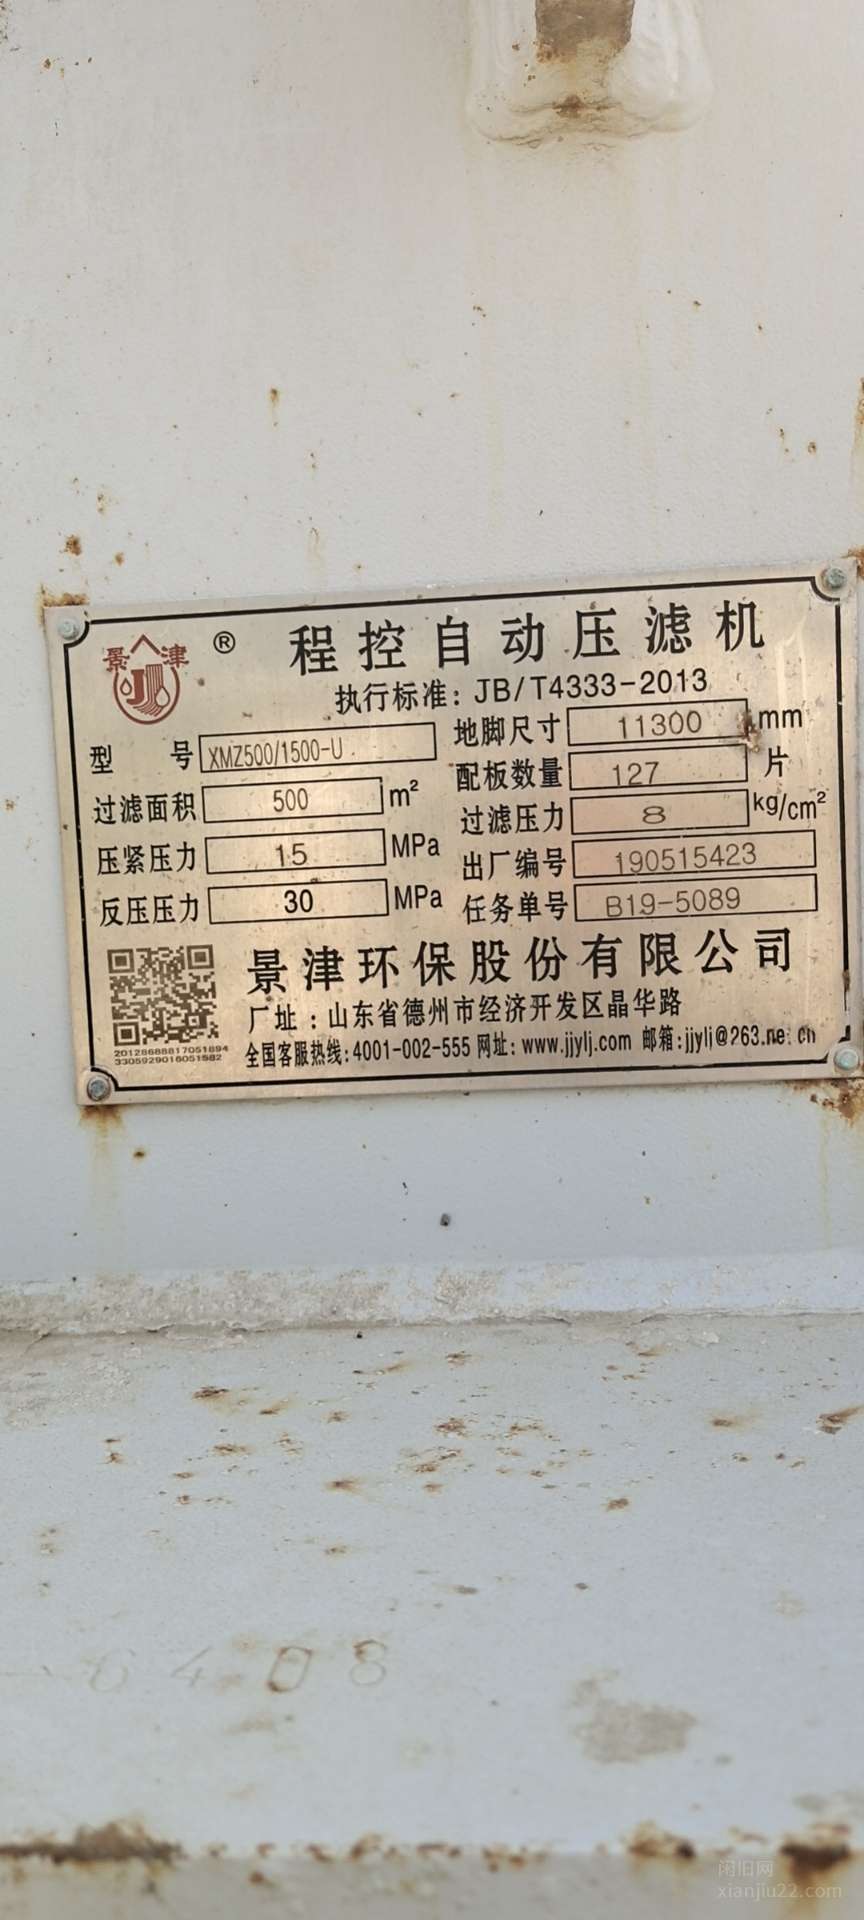 景津
®
程控自动压滤机
执行标准：JB/T4333-2013
型 号 XMZ500/1500-U
地脚尺寸 11300 mm
过滤面积 500 m²
配板数量 127 片
压紧压力 15 MPa
过滤压力 8 kg/cm²
反压压力 30 MPa
出厂编号 190515423
任务单号 B19-5089
景津环保股份有限公司
厂址：山东省德州市经济开发区晶华路
全国客服热线:4001-002-555 网址: www.jjylj.com 邮箱:jjylj@263.net.cn
20128688817051894
3305929018051882
6408
闲旧网
xianjiu22.com